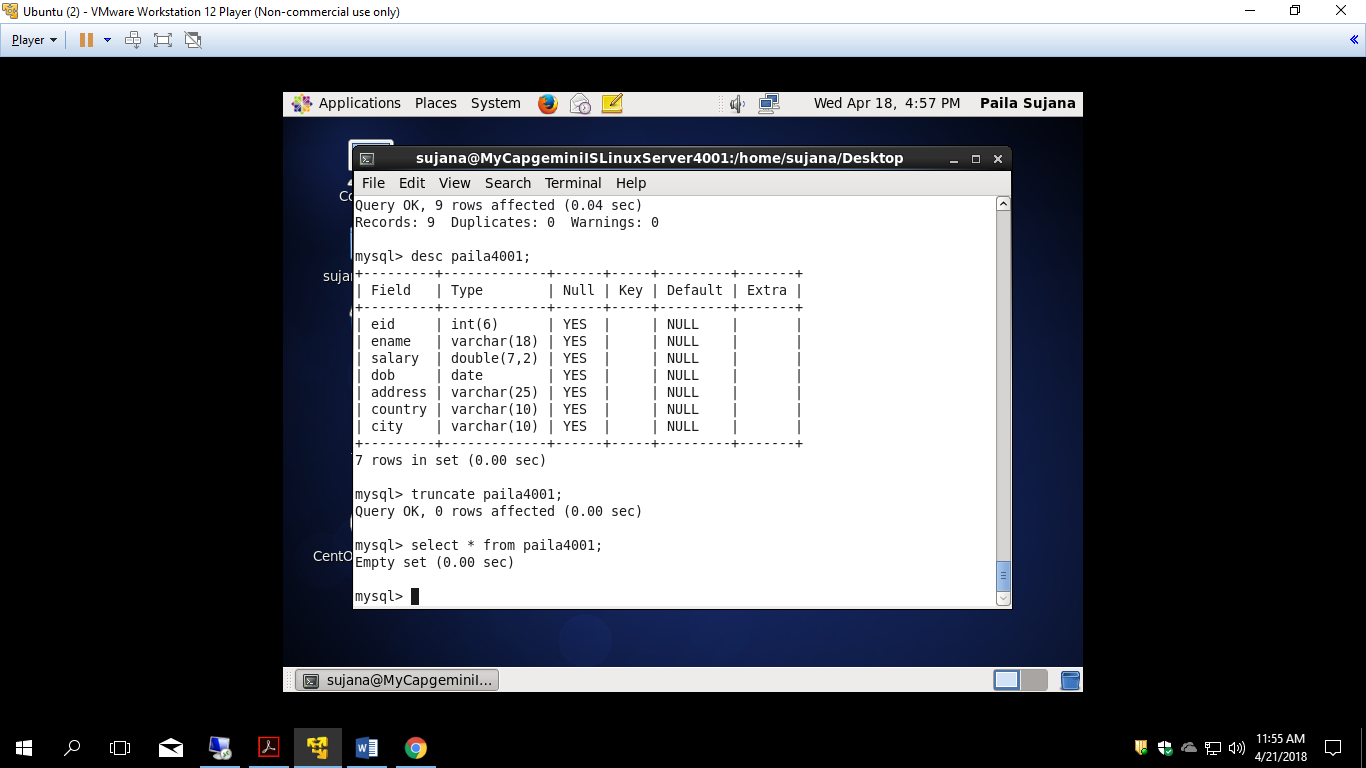 Ubuntu (2) - VMware Workstation 12 Player (Non-commercial use only)
Player
Applications Places System Wed Apr 18, 4:57 PM Paila Sujana
sujana@MyCapgeminiISLinuxServer4001:/home/sujana/Desktop
File Edit View Search Terminal Help
Query OK, 9 rows affected (0.04 sec)
Records: 9  Duplicates: 0  Warnings: 0
mysql> desc paila4001;
+---------+-------------+------+-----+---------+-------+
| Field   | Type        | Null | Key | Default | Extra |
+---------+-------------+------+-----+---------+-------+
| eid     | int(6)      | YES  |     | NULL    |       |
| ename   | varchar(18) | YES  |     | NULL    |       |
| salary  | double(7,2) | YES  |     | NULL    |       |
| dob     | date        | YES  |     | NULL    |       |
| address | varchar(25) | YES  |     | NULL    |       |
| country | varchar(10) | YES  |     | NULL    |       |
| city    | varchar(10) | YES  |     | NULL    |       |
+---------+-------------+------+-----+---------+-------+
7 rows in set (0.00 sec)
mysql> truncate paila4001;
Query OK, 0 rows affected (0.00 sec)
mysql> select * from paila4001;
Empty set (0.00 sec)
mysql>
sujana@MyCapgeminiI...
11:55 AM
4/21/2018